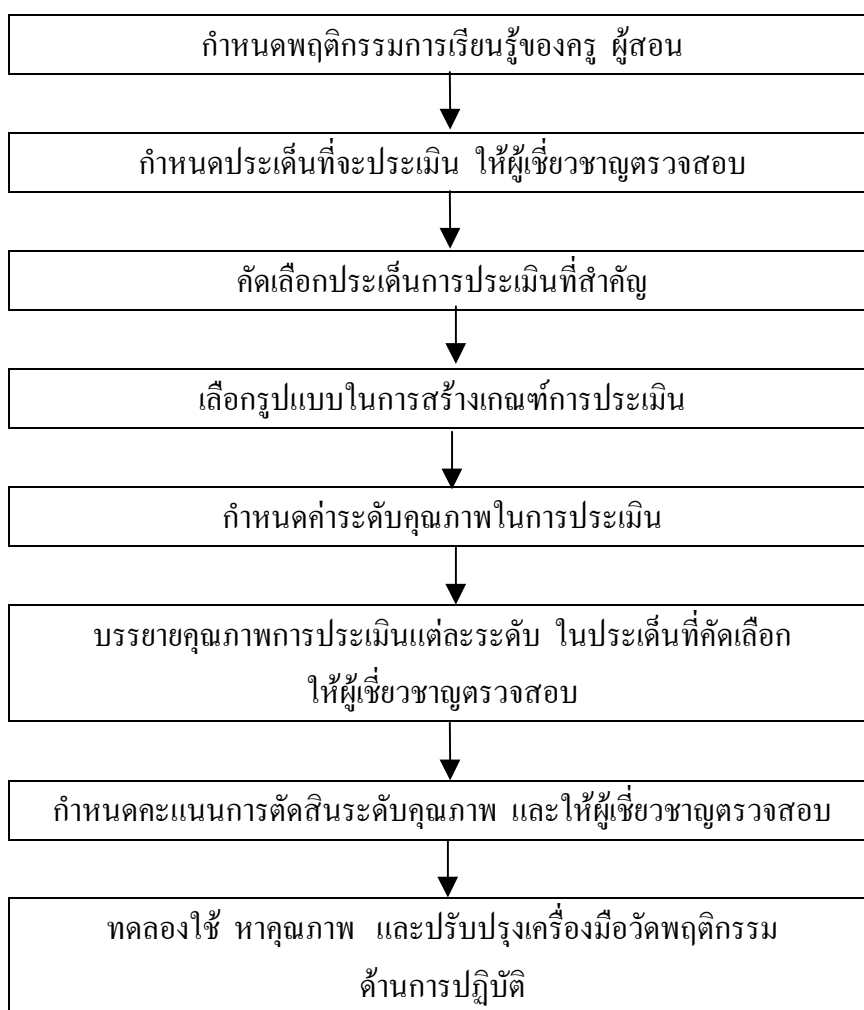 กำหนดพฤติกรรมการเรียนรู้ของครู ผู้สอน
กำหนดประเด็นที่จะประเมิน ให้ผู้เชี่ยวชาญตรวจสอบ
คัดเลือกประเด็นการประเมินที่สำคัญ
เลือกรูปแบบในการสร้างเกณฑ์การประเมิน
กำหนดค่าระดับคุณภาพในการประเมิน
บรรยายคุณภาพการประเมินแต่ละระดับ ในประเด็นที่คัดเลือก
ให้ผู้เชี่ยวชาญตรวจสอบ
กำหนดคะแนนการตัดสินระดับคุณภาพ และให้ผู้เชี่ยวชาญตรวจสอบ
ทดลองใช้ หาคุณภาพ และปรับปรุงเครื่องมือวัดพฤติกรรม
ด้านการปฏิบัติ